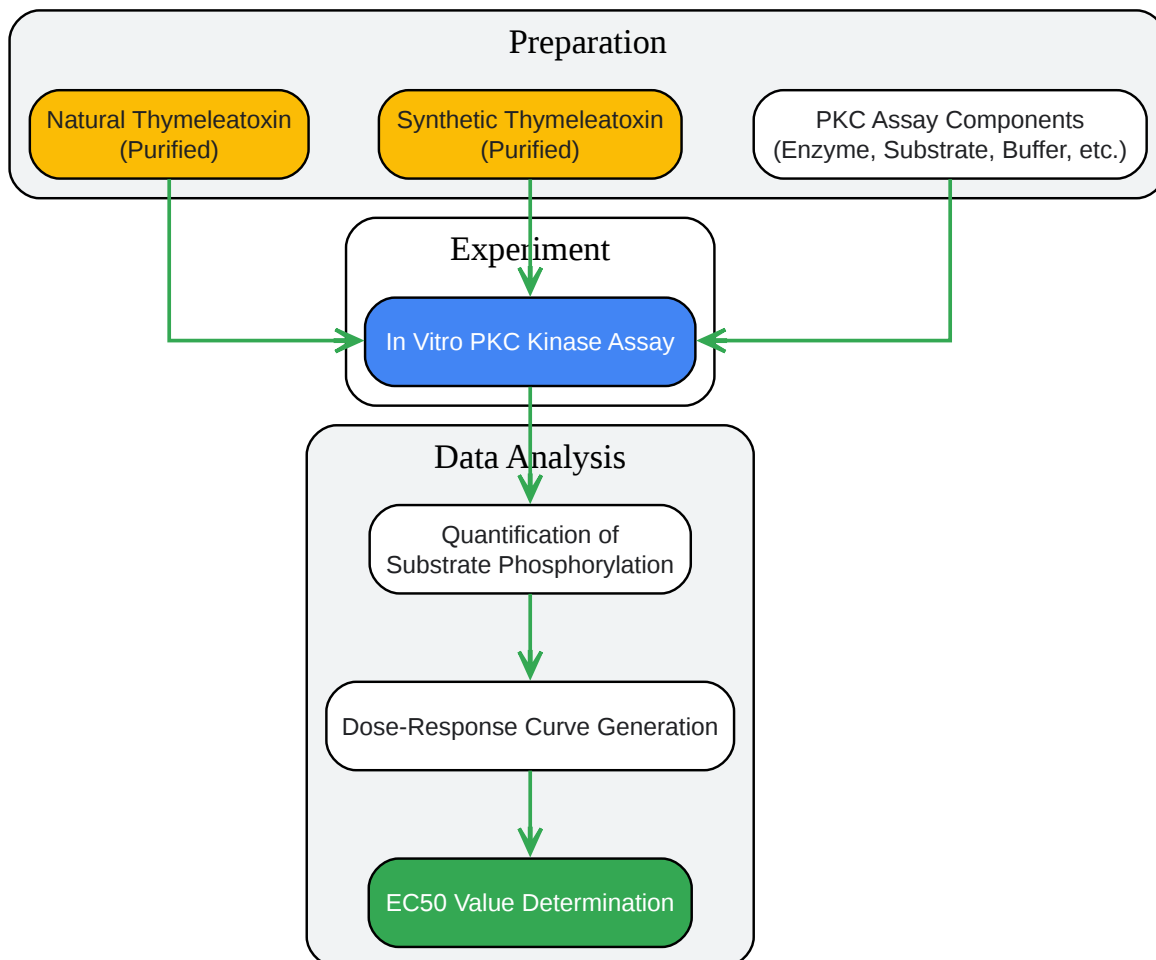 Preparation
Natural Thymeleatoxin
(Purified)
Synthetic Thymeleatoxin
(Purified)
PKC Assay Components
(Enzyme, Substrate, Buffer, etc.)
Experiment
In Vitro PKC Kinase Assay
Data Analysis
Quantification of
Substrate Phosphorylation
Dose-Response Curve Generation
EC50 Value Determination